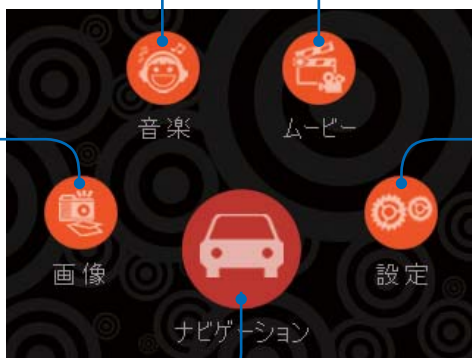 音楽
ムービー
画像
設定
ナビゲーション